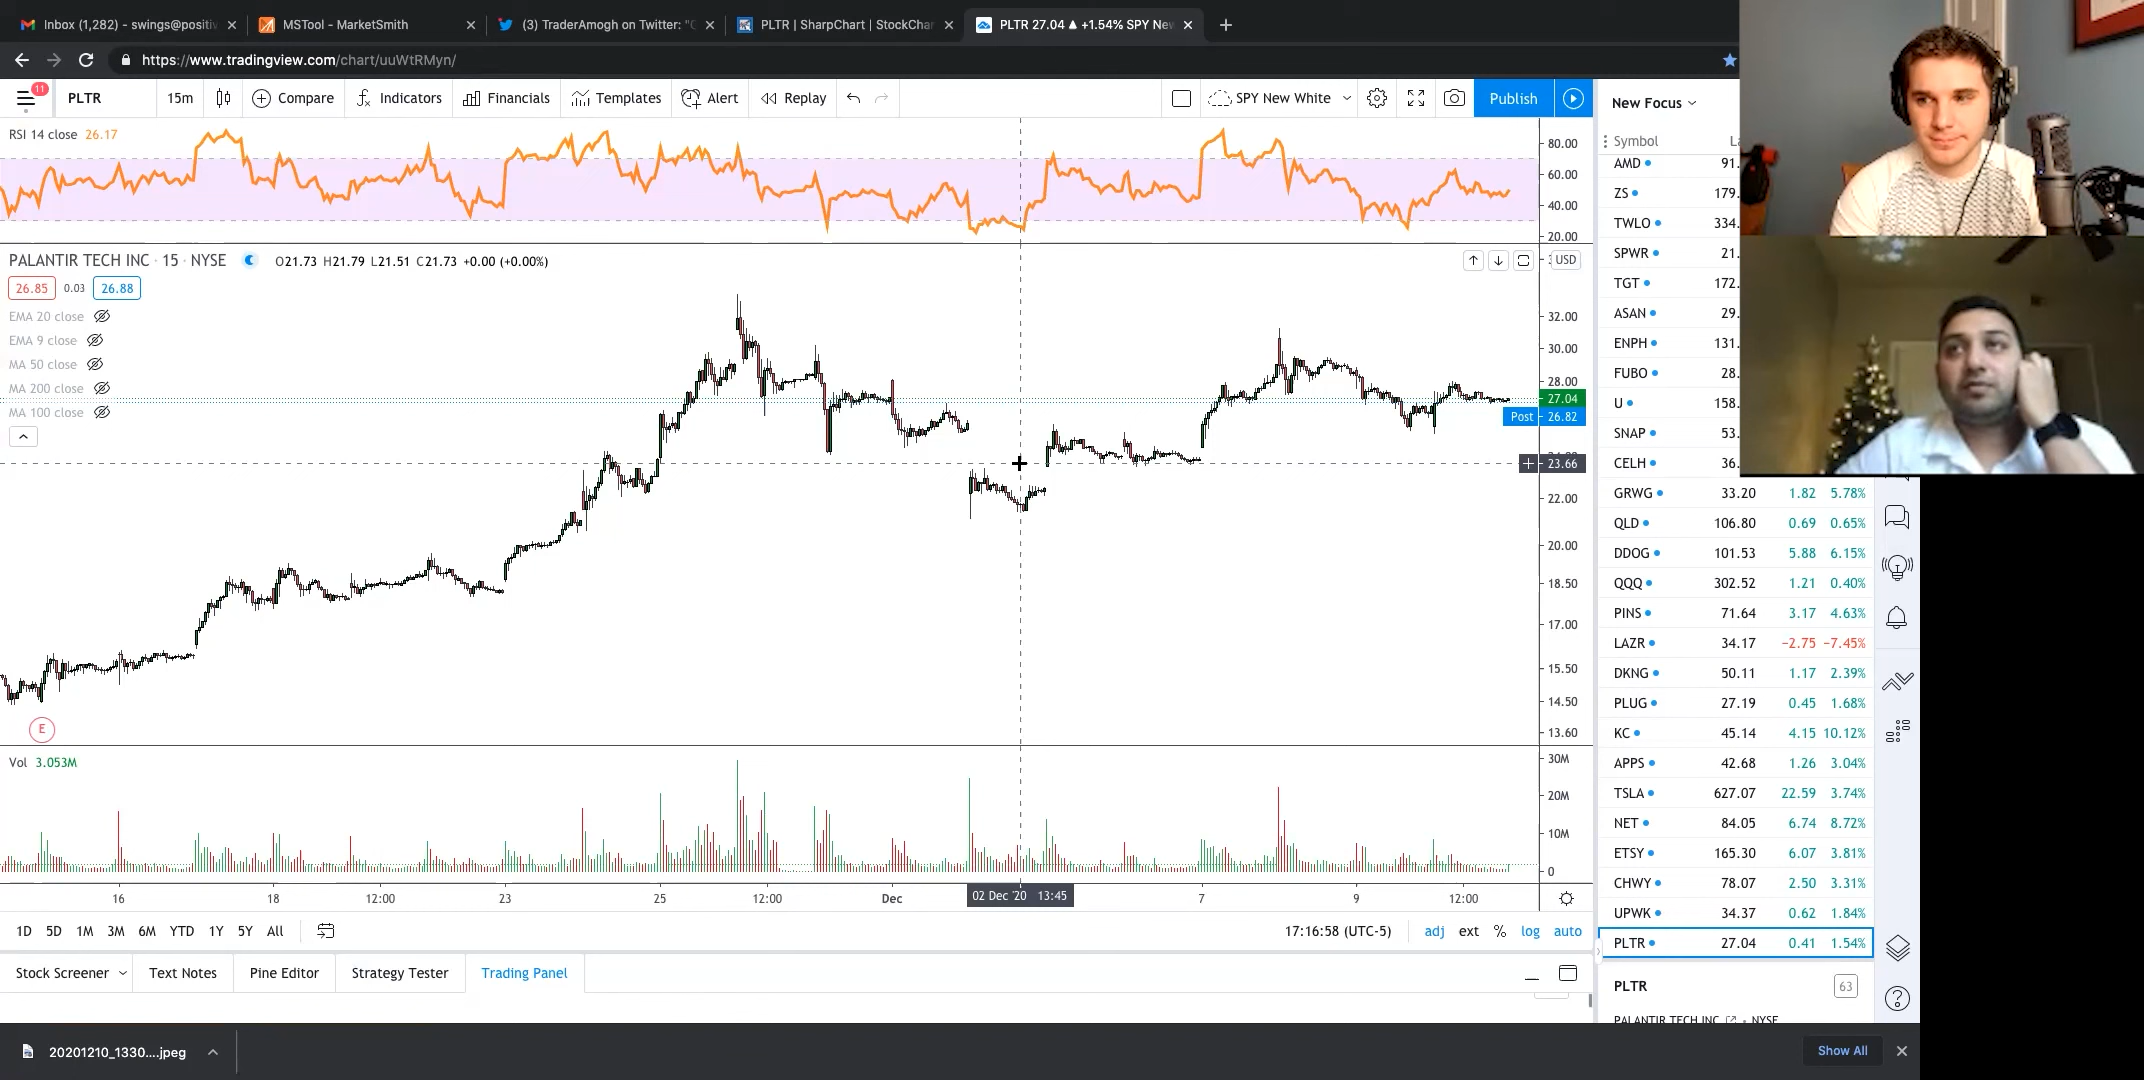 Inbox (1,282) - swings@positiv
MSTool - MarketSmith
(3) TraderAmogh on Twitter: "C
PLTR | SharpChart | StockChar
PLTR 27.04 ▲ +1.54% SPY Nev
https://www.tradingview.com/chart/uuWtRMyn/
11
PLTR
15m
Compare
Indicators
Financials
Templates
Alert
Replay
SPY New White
Publish
RSI 14 close 26.17
80.00
60.00
40.00
20.00
PALANTIR TECH INC · 15 · NYSE
O21.73 H21.79 L21.51 C21.73 +0.00 (+0.00%)
USD
26.85 0.03 26.88
EMA 20 close
EMA 9 close
MA 50 close
MA 200 close
MA 100 close
32.00
30.00
28.00
27.04
Post 26.82
23.66
22.00
20.00
18.50
17.00
15.50
14.50
13.60
E
Vol 3.053M
30M
20M
10M
0
16 18 12:00 23 25 12:00 Dec 02 Dec '20 13:45 7 9 12:00
1D 5D 1M 3M 6M YTD 1Y 5Y All
17:16:58 (UTC-5) adj ext % log auto
Stock Screener Text Notes Pine Editor Strategy Tester Trading Panel
New Focus
Symbol La
AMD 91.
ZS 179.
TWLO 334.
SPWR 21.
TGT 172.
ASAN 29.
ENPH 131.
FUBO 28.
U 158.
SNAP 53.
CELH 36.
GRWG 33.20 1.82 5.78%
QLD 106.80 0.69 0.65%
DDOG 101.53 5.88 6.15%
QQQ 302.52 1.21 0.40%
PINS 71.64 3.17 4.63%
LAZR 34.17 −2.75 −7.45%
DKNG 50.11 1.17 2.39%
PLUG 27.19 0.45 1.68%
KC 45.14 4.15 10.12%
APPS 42.68 1.26 3.04%
TSLA 627.07 22.59 3.74%
NET 84.05 6.74 8.72%
ETSY 165.30 6.07 3.81%
CHWY 78.07 2.50 3.31%
UPWK 34.37 0.62 1.84%
PLTR 27.04 0.41 1.54%
PLTR 63
PALANTIR TECH INC · NYSE
20201210_1330....jpeg
Show All